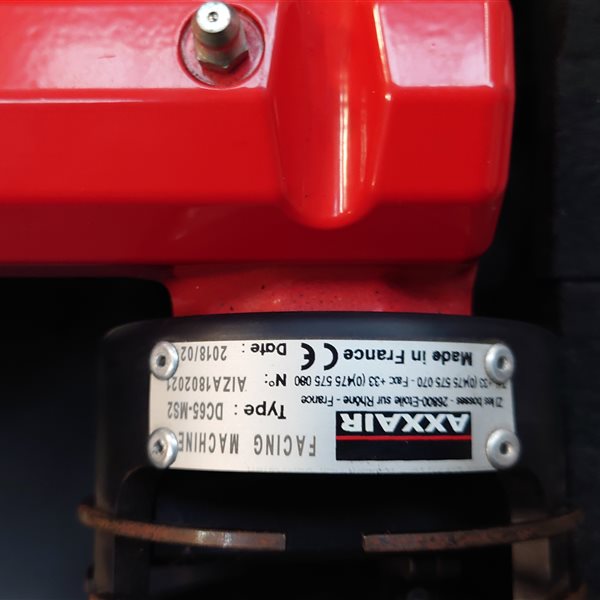 AXXAIR
FACING MACHINE
Type : DC65-MS2
ZI les bosses - 26800-Etoile sur Rhône - France
+33 (0)475 575 070 - Fax: +33 (0)475 575 080
N°: AIZA1802021
Made in France CE
Date : 2018/02